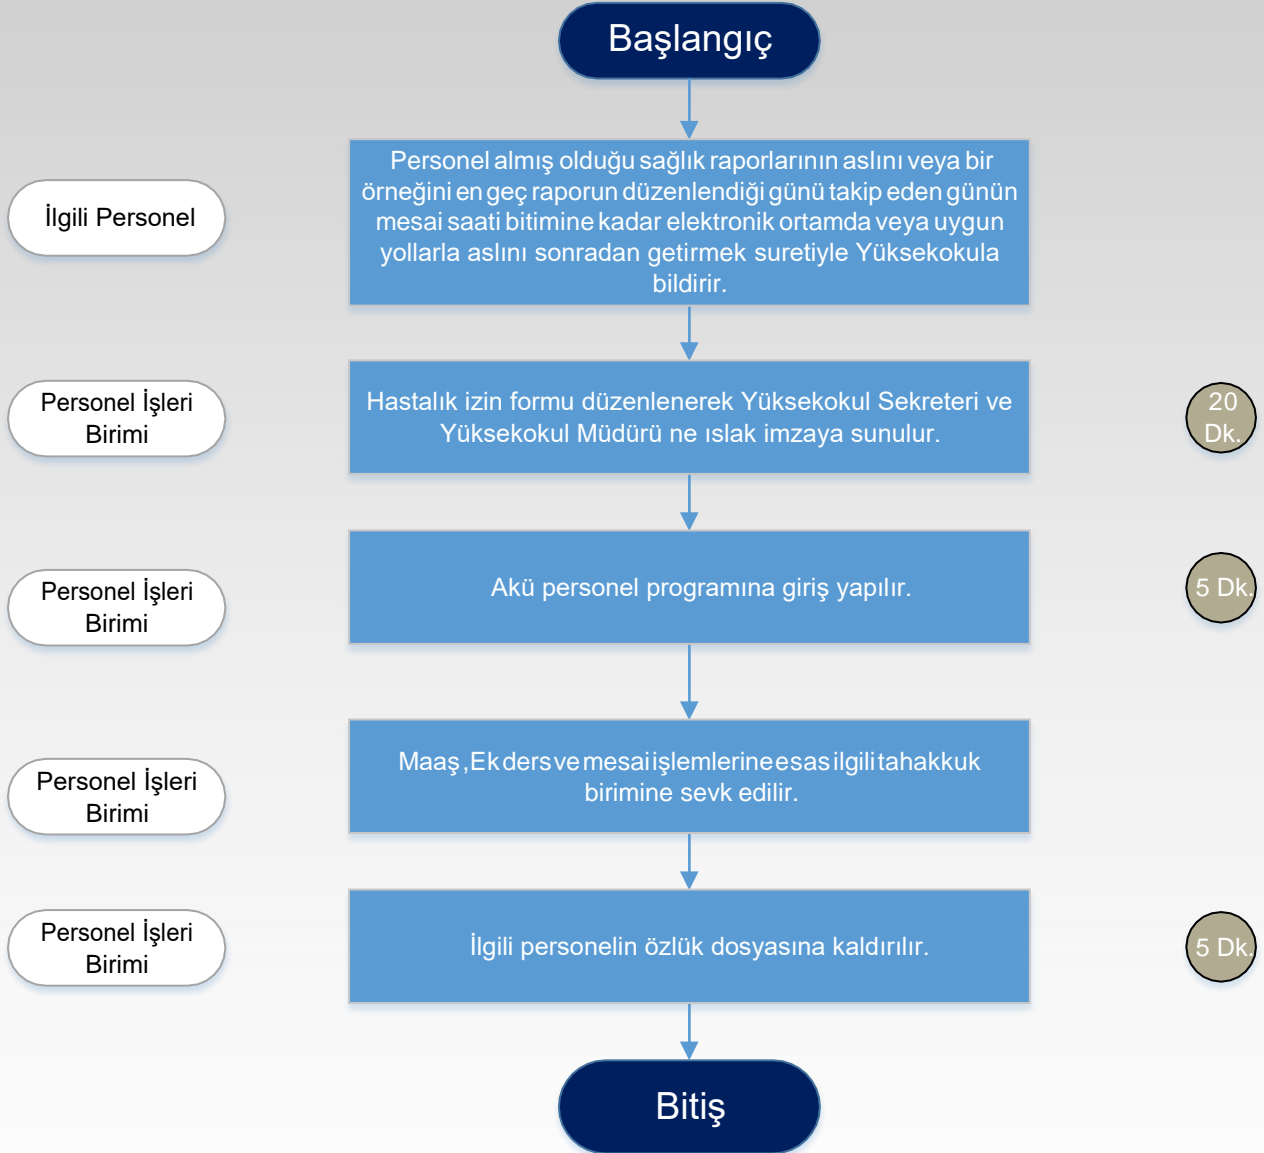 Başlangıç
İlgili Personel
Personel almış olduğu sağlık raporlarının aslını veya bir
örneğini en geç raporun düzenlendiği günü takip eden günün
mesai saati bitimine kadar elektronik ortamda veya uygun
yollarla aslını sonradan getirmek suretiyle Yüksekokula
bildirir.
Personel İşleri
Birimi
Hastalık izin formu düzenlenerek Yüksekokul Sekreteri ve
Yüksekokul Müdürü ne ıslak imzaya sunulur.
20
Dk.
Personel İşleri
Birimi
Akü personel programına giriş yapılır.
5 Dk.
Personel İşleri
Birimi
Maaş ,Ek ders ve mesai işlemlerine esas ilgili tahakkuk
birimine sevk edilir.
Personel İşleri
Birimi
İlgili personelin özlük dosyasına kaldırılır.
5 Dk.
Bitiş